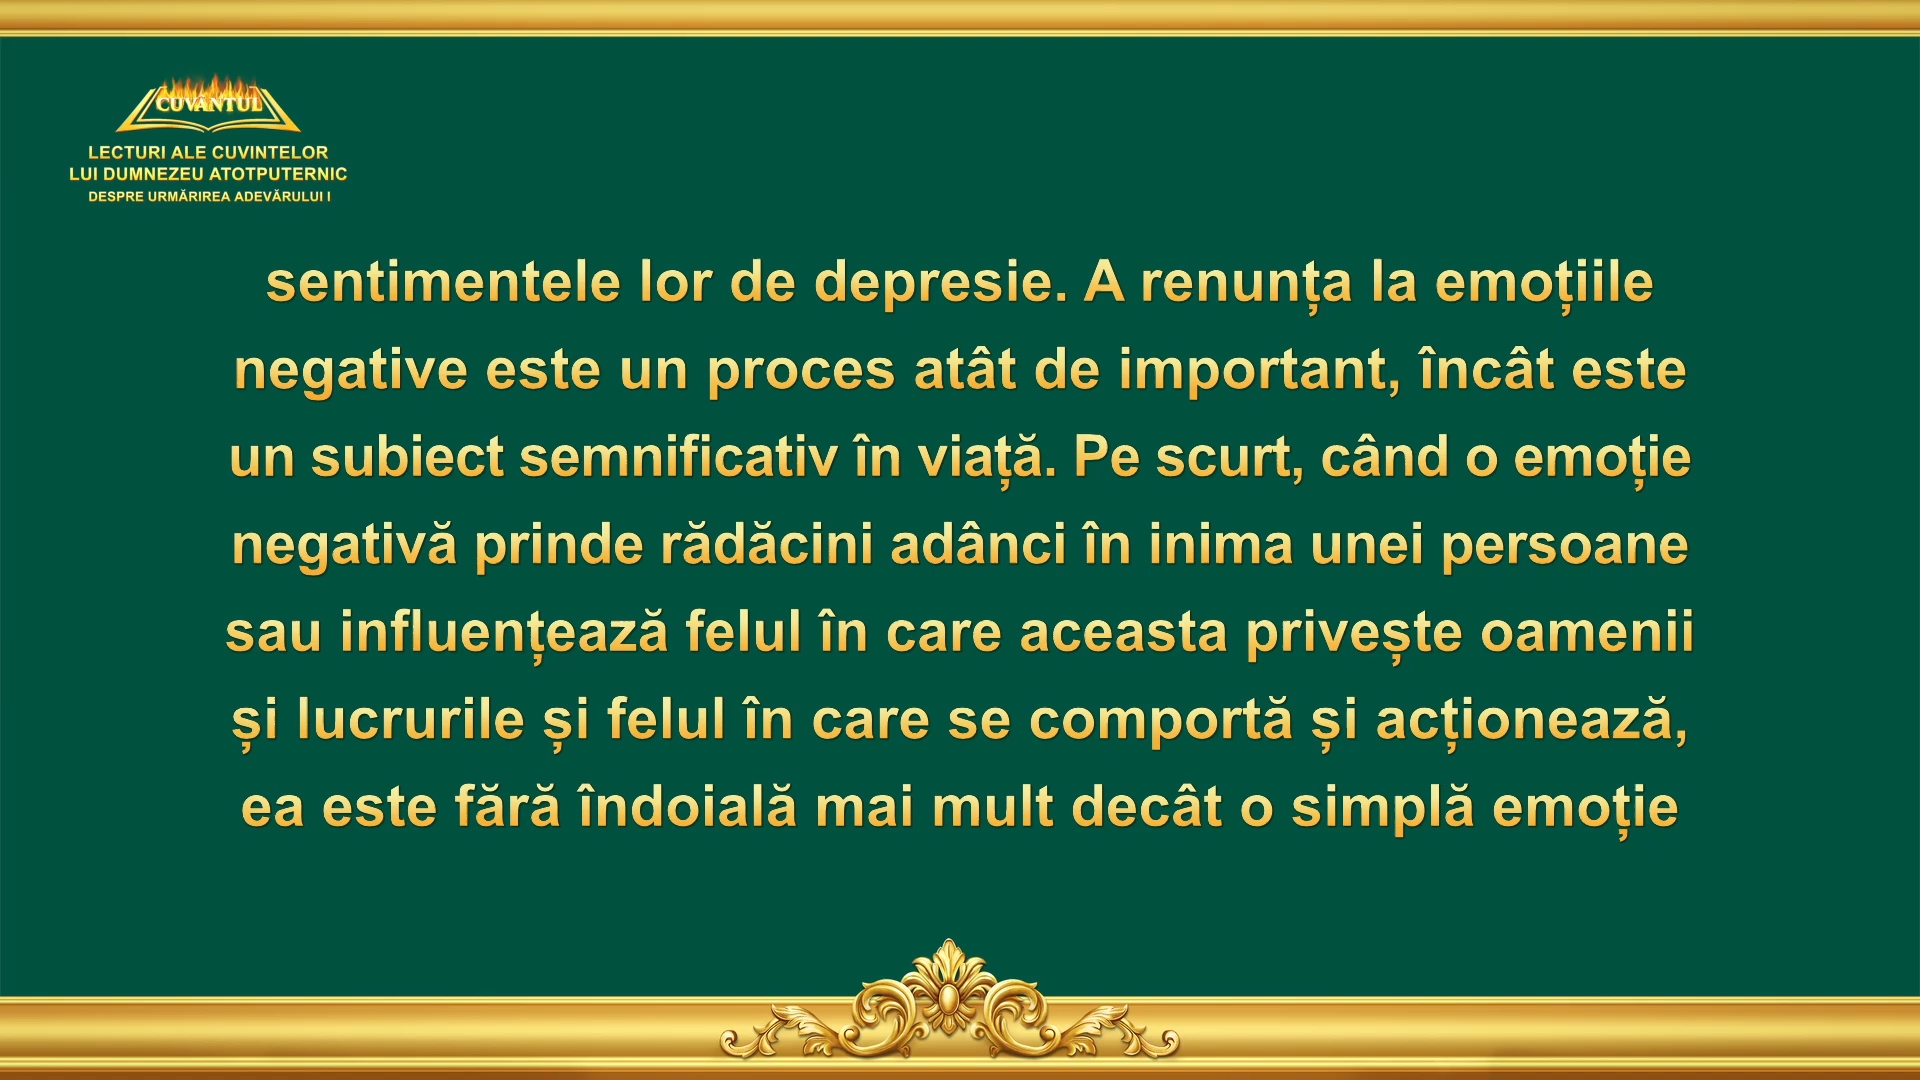 CUVÂNTUL
LECTURI ALE CUVINTELOR
LUI DUMNEZEU ATOTPUTERNIC
DESPRE URMĂRIREA ADEVĂRULUI I
sentimentele lor de depresie. A renunța la emoțiile
negative este un proces atât de important, încât este
un subiect semnificativ în viață. Pe scurt, când o emoție
negativă prinde rădăcini adânci în inima unei persoane
sau influențează felul în care aceasta privește oamenii
și lucrurile și felul în care se comportă și acționează,
ea este fără îndoială mai mult decât o simplă emoție